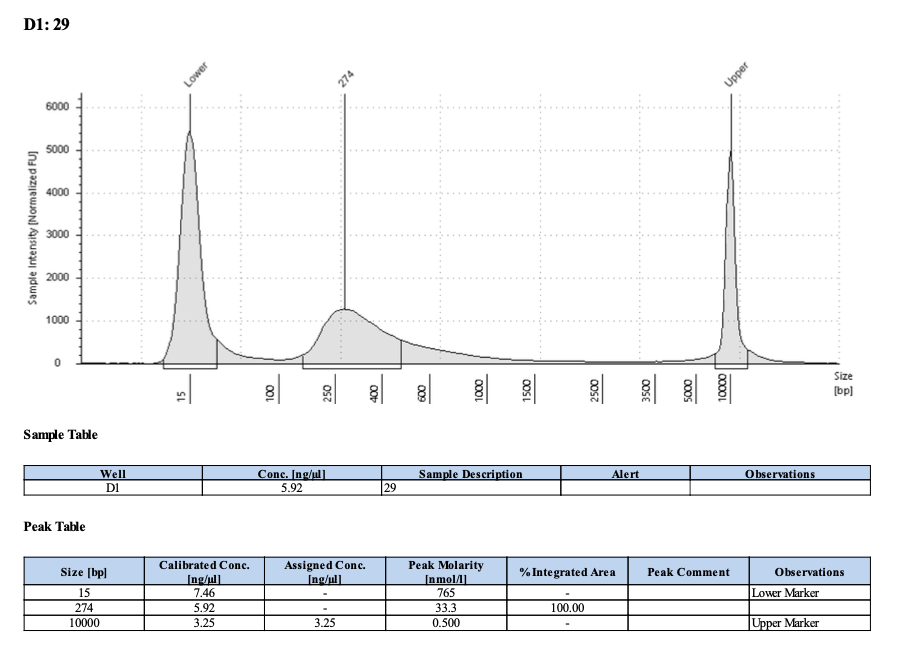 D1: 29
Lower
274
Upper
Sample Intensity [Normalized FU]
6000
5000
4000
3000
2000
1000
0
15
100
250
400
600
1000
1500
2500
3500
5000
10000
Size
[bp]
Sample Table
Well Conc. [ng/µl] Sample Description Alert Observations
D1 5.92 29
Peak Table
Size [bp] Calibrated Conc. [ng/µl] Assigned Conc. [ng/µl] Peak Molarity [nmol/l] % Integrated Area Peak Comment Observations
15 7.46 - 765 - Lower Marker
274 5.92 - 33.3 100.00
10000 3.25 3.25 0.500 - Upper Marker